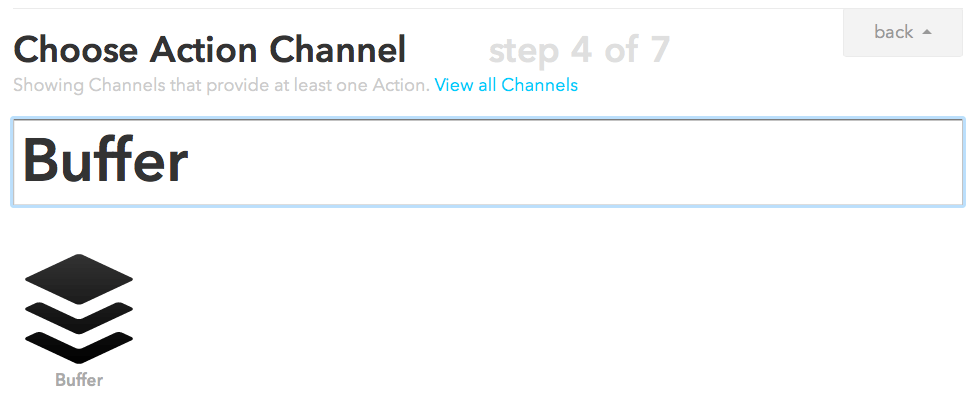 back
Choose Action Channel step 4 of 7
Showing Channels that provide at least one Action. View all Channels
Buffer
Buffer